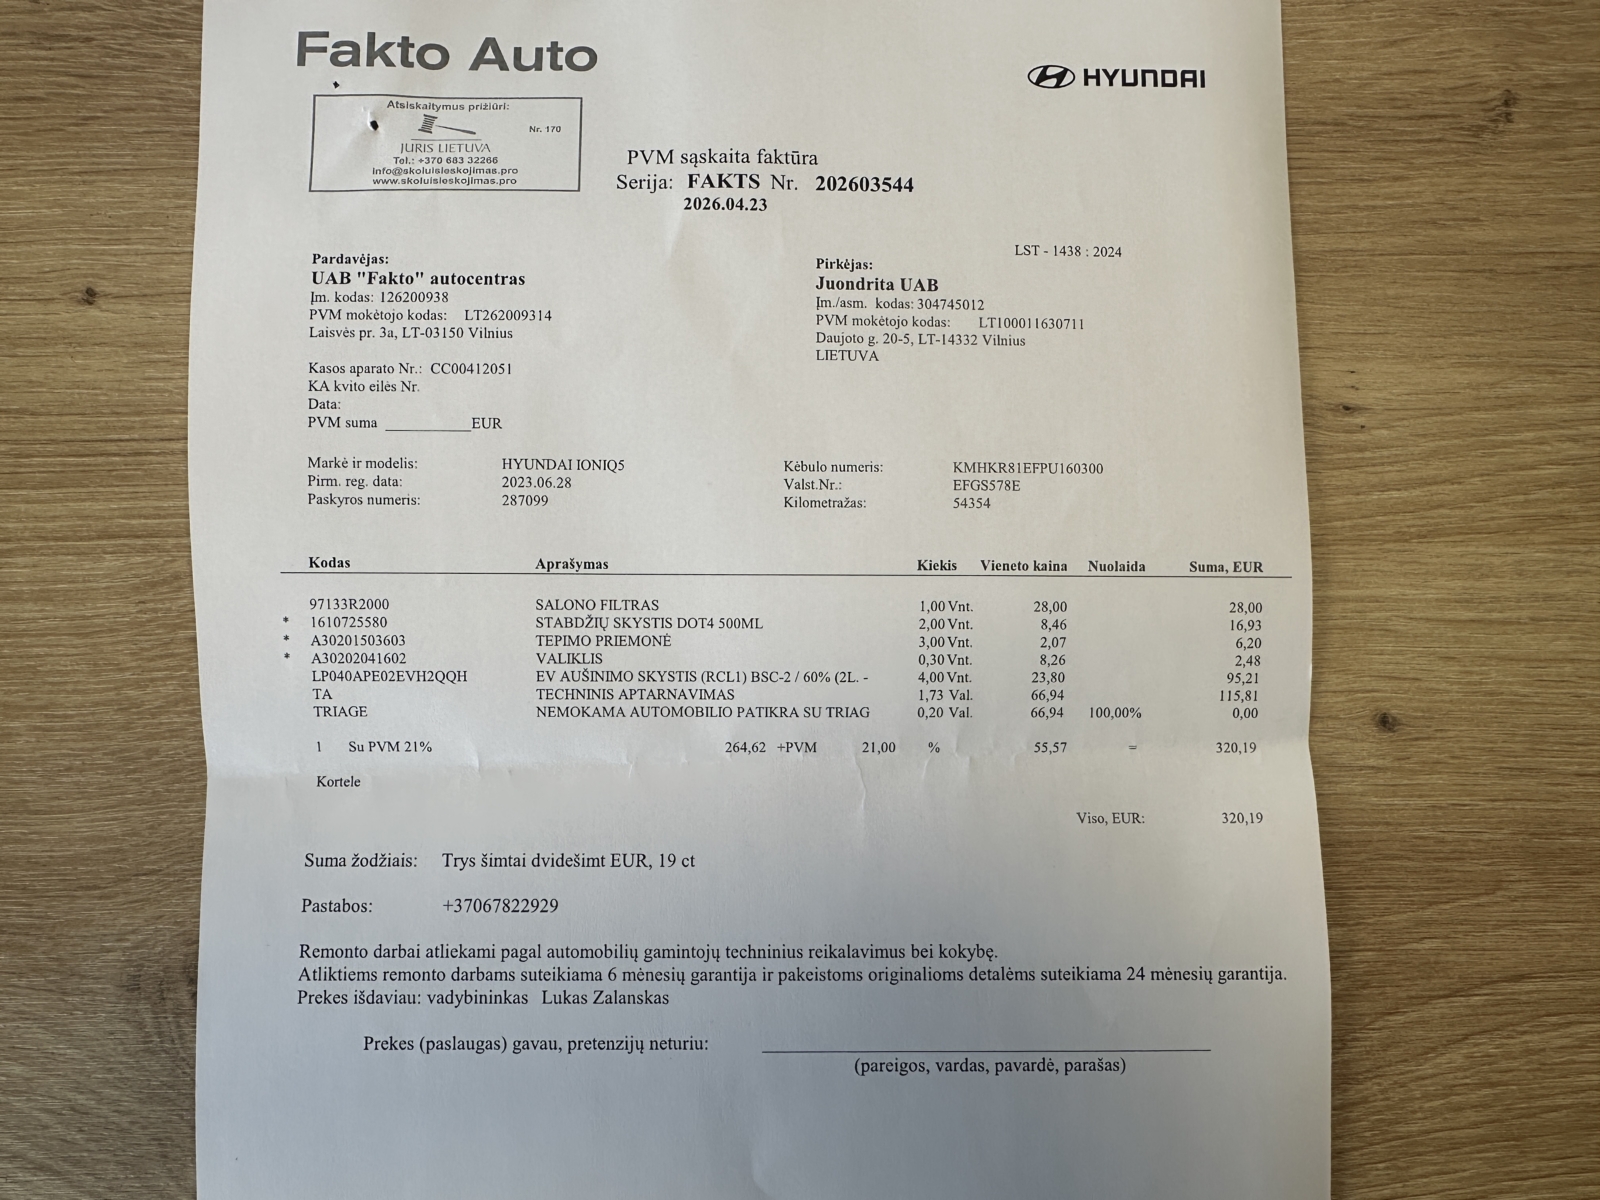 Fakto Auto
HYUNDAI
Atsiskaitymus prižiūri:
Nr. 170
JURIS LIETUVA
Tel.: +370 683 32266
info@skoluisieskojimas.pro
www.skoluisieskojimas.pro
PVM sąskaita faktūra
Serija: FAKTS Nr. 202603544
2026.04.23
LST - 1438 : 2024
Pardavėjas:
UAB "Fakto" autocentras
Įm. kodas: 126200938
PVM mokėtojo kodas: LT262009314
Laisvės pr. 3a, LT-03150 Vilnius
Pirkėjas:
Juondrita UAB
Įm./asm. kodas: 304745012
PVM mokėtojo kodas: LT100011630711
Daujoto g. 20-5, LT-14332 Vilnius
LIETUVA
Kasos aparato Nr.: CC00412051
KA kvito eilės Nr.
Data:
PVM suma __________EUR
Markė ir modelis: HYUNDAI IONIQ5
Pirm. reg. data: 2023.06.28
Paskyros numeris: 287099
Kėbulo numeris: KMHKR81EFPU160300
Valst.Nr.: EFGS578E
Kilometražas: 54354
Kodas Aprašymas Kiekis Vieneto kaina Nuolaida Suma, EUR
97133R2000 SALONO FILTRAS 1,00 Vnt. 28,00 28,00
* 1610725580 STABDŽIŲ SKYSTIS DOT4 500ML 2,00 Vnt. 8,46 16,93
* A30201503603 TEPIMO PRIEMONĖ 3,00 Vnt. 2,07 6,20
* A30202041602 VALIKLIS 0,30 Vnt. 8,26 2,48
LP040APE02EVH2QQH EV AUŠINIMO SKYSTIS (RCL1) BSC-2 / 60% (2L. - 4,00 Vnt. 23,80 95,21
TA TECHNINIS APTARNAVIMAS 1,73 Val. 66,94 115,81
TRIAGE NEMOKAMA AUTOMOBILIO PATIKRA SU TRIAG 0,20 Val. 66,94 100,00% 0,00
1 Su PVM 21% 264,62 +PVM 21,00 % 55,57 = 320,19
Kortele
Viso, EUR: 320,19
Suma žodžiais: Trys šimtai dvidešimt EUR, 19 ct
Pastabos: +37067822929
Remonto darbai atliekami pagal automobilių gamintojų techninius reikalavimus bei kokybę.
Atliktiems remonto darbams suteikiama 6 mėnesių garantija ir pakeistoms originalioms detalėms suteikiama 24 mėnesių garantija.
Prekes išdaviau: vadybininkas Lukas Zalanskas
Prekes (paslaugas) gavau, pretenzijų neturiu:
(pareigos, vardas, pavardė, parašas)